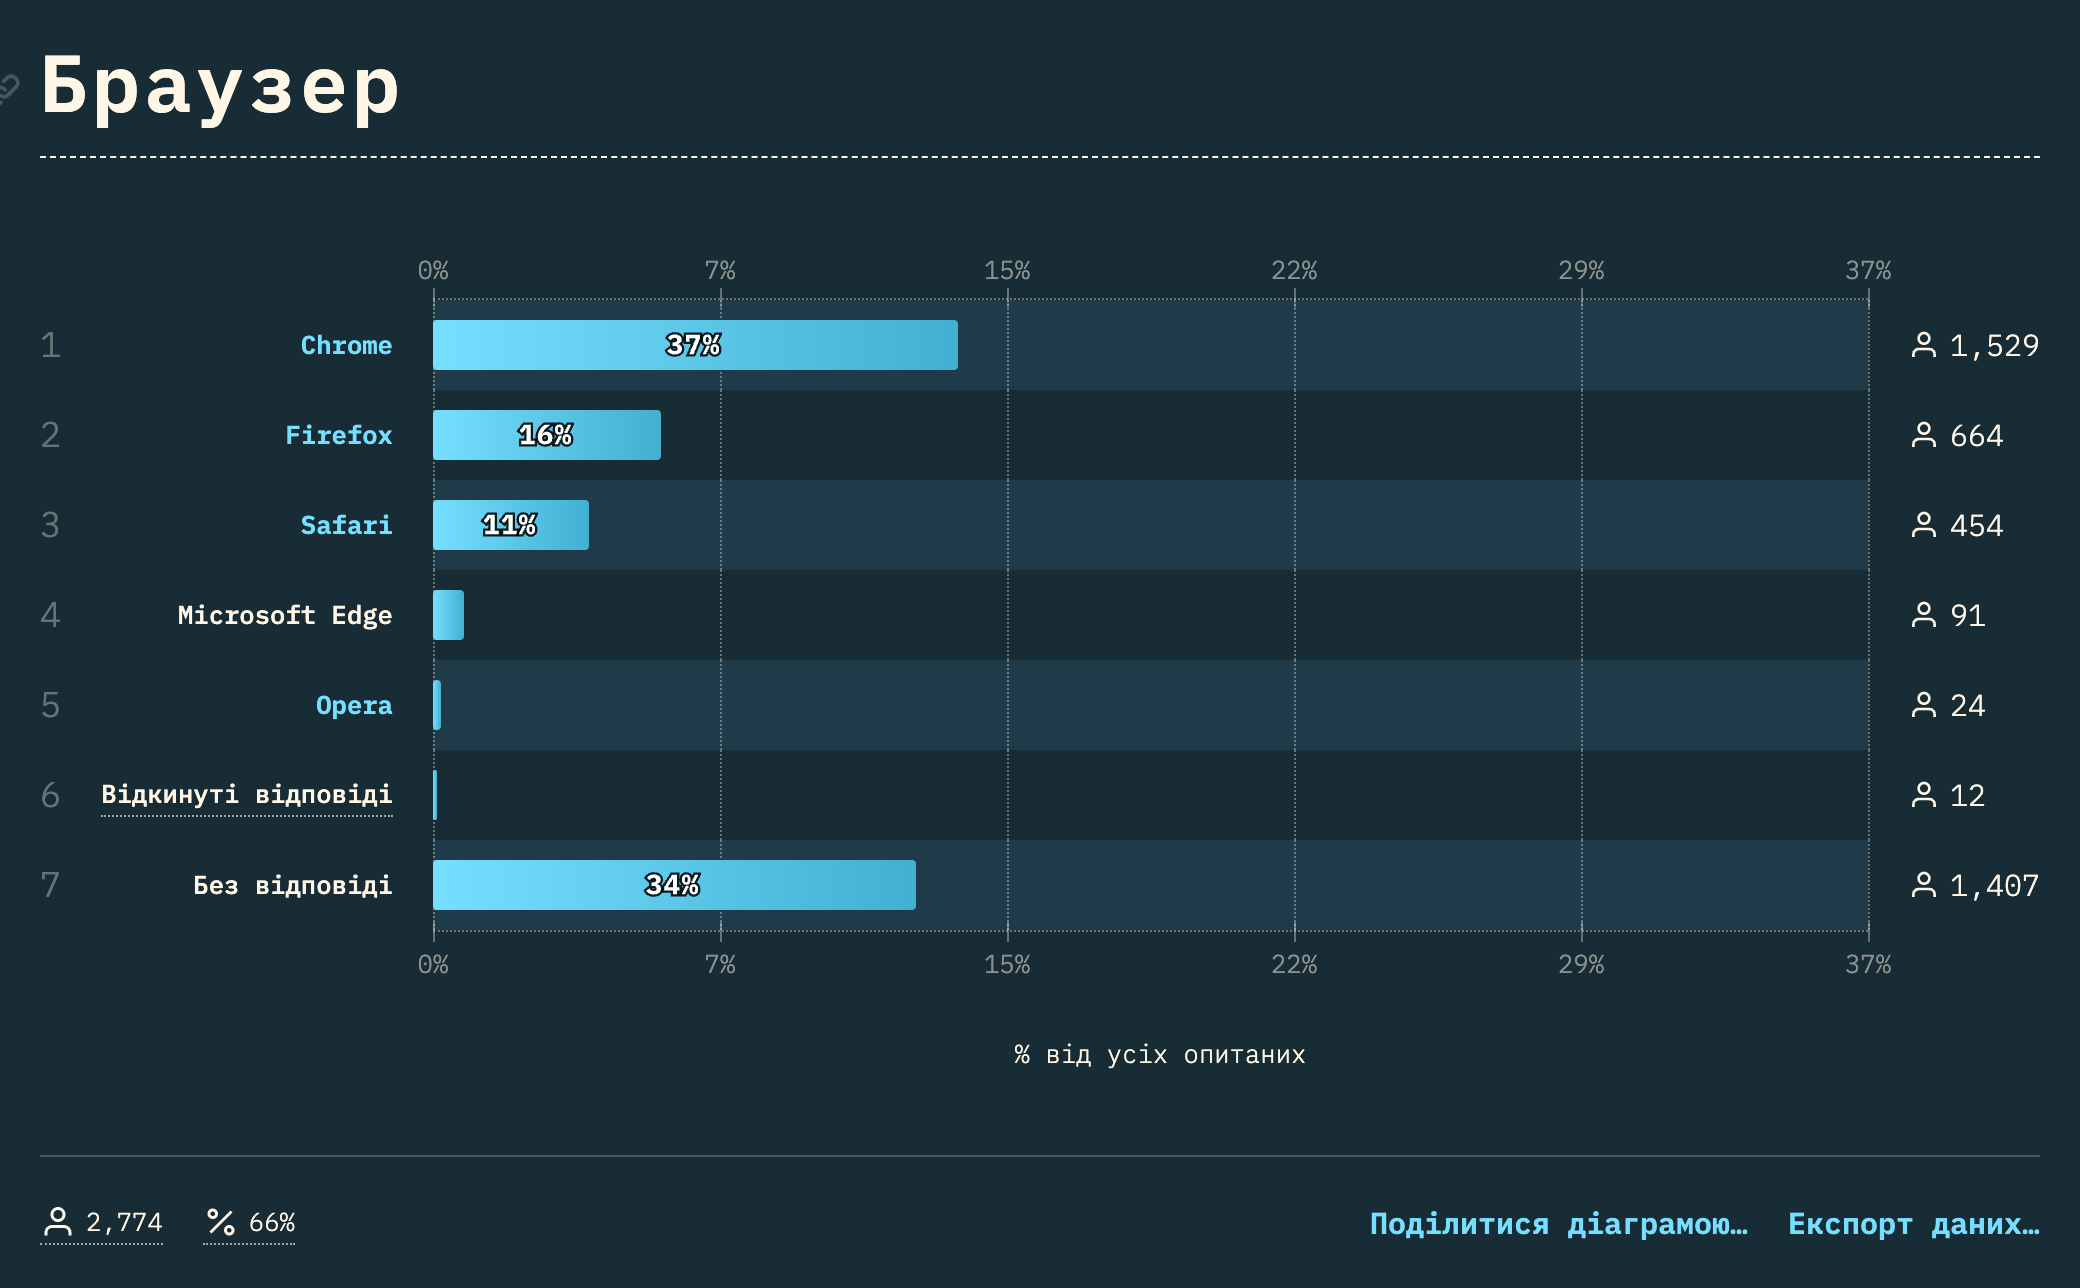 Браузер
0% 7% 15% 22% 29% 37%
1 Chrome 37% 1,529
2 Firefox 16% 664
3 Safari 11% 454
4 Microsoft Edge 91
5 Opera 24
6 Відкинуті відповіді 12
7 Без відповіді 34% 1,407
0% 7% 15% 22% 29% 37%
% від усіх опитаних
2,774 % 66% Поділитися діаграмою… Експорт даних…